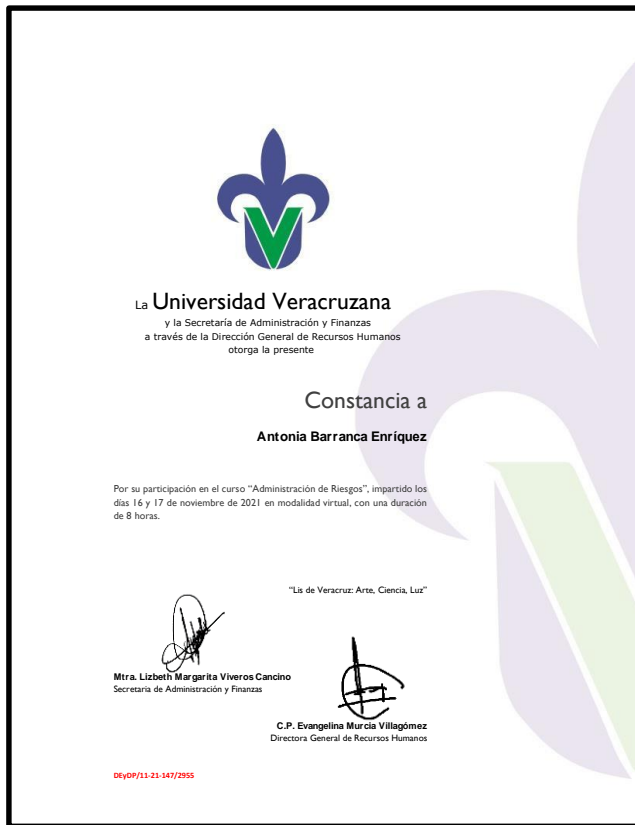 La Universidad Veracruzana
y la Secretaría de Administración y Finanzas
a través de la Dirección General de Recursos Humanos
otorga la presente
Constancia a
Antonia Barranca Enríquez
Por su participación en el curso “Administración de Riesgos”, impartido los
días 16 y 17 de noviembre de 2021 en modalidad virtual, con una duración
de 8 horas.
“Lis de Veracruz: Arte, Ciencia, Luz”
Mtra. Lizbeth Margarita Viveros Cancino
Secretaria de Administración y Finanzas
C.P. Evangelina Murcia Villagómez
Directora General de Recursos Humanos
DEyDP/11-21-147/2955